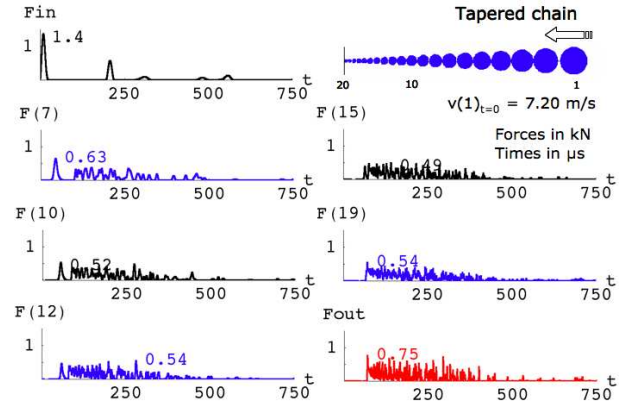 Fin
1.4
1
t
250 500 750
Tapered chain
20 10 1
v(1)t=0 = 7.20 m/s
Forces in kN
Times in µs
F(7)
1
0.63
t
250 500 750
F(15)
1
0.49
t
250 500 750
F(10)
1
0.52
t
250 500 750
F(19)
1
0.54
t
250 500 750
F(12)
1
0.54
t
250 500 750
Fout
1
0.75
t
250 500 750